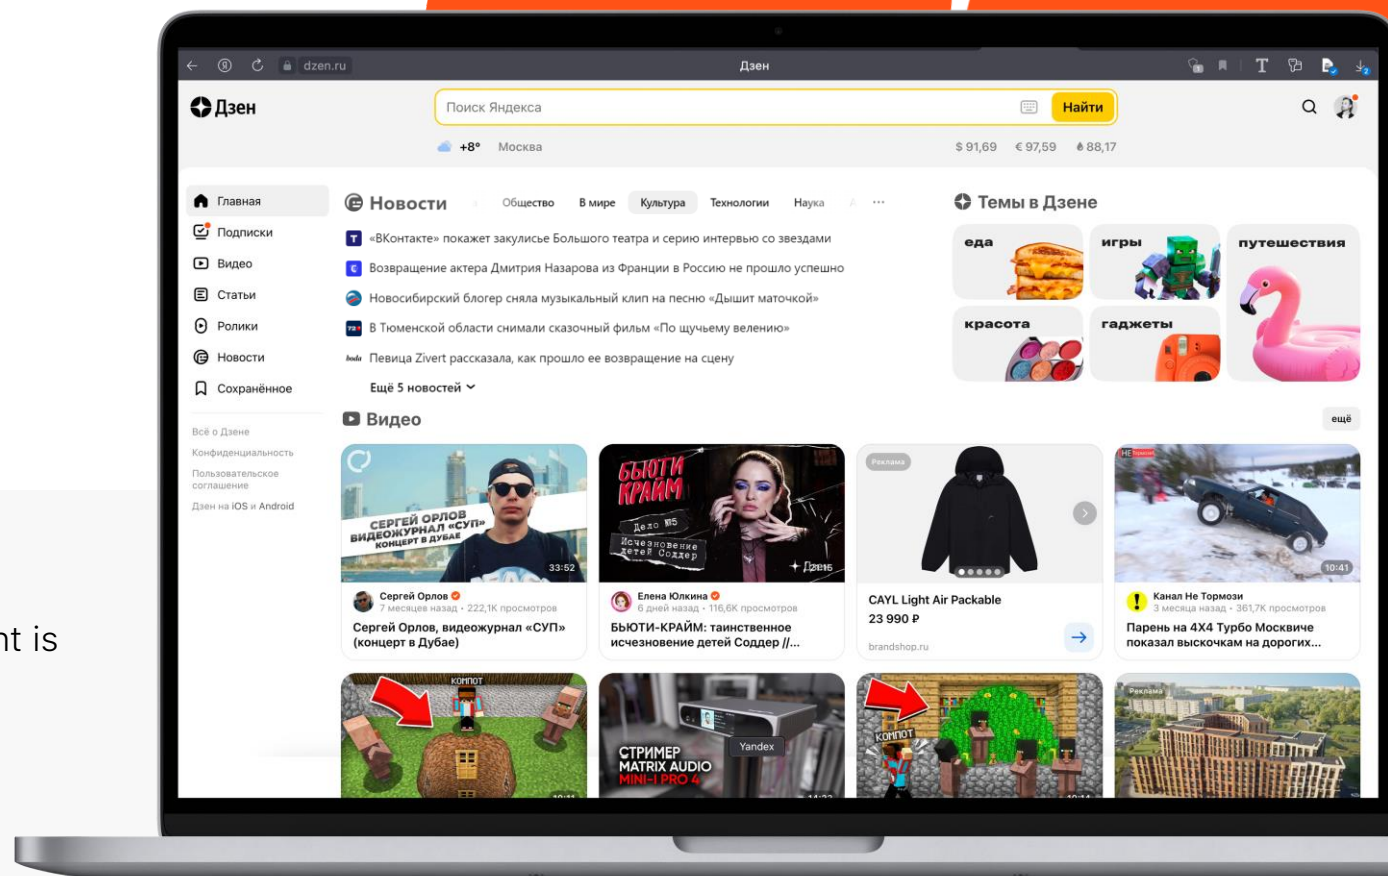 dzen.ru
Дзен
Дзен
Поиск Яндекса
Найти
+8° Москва
$ 91,69 € 97,59 88,17
Главная
Подписки
Видео
Статьи
Ролики
Новости
Сохранённое
Всё о Дзене
Конфиденциальность
Пользовательское
соглашение
Дзен на iOS и Android
Новости
Общество В мире Культура Технологии Наука
«ВКонтакте» покажет закулисье Большого театра и серию интервью со звездами
Возвращение актера Дмитрия Назарова из Франции в Россию не прошло успешно
Новосибирский блогер сняла музыкальный клип на песню «Дышит маточкой»
В Тюменской области снимали сказочный фильм «По щучьему велению»
Певица Zivert рассказала, как прошло ее возвращение на сцену
Ещё 5 новостей
Темы в Дзене
еда
игры
путешествия
красота
гаджеты
Видео
ещё
СЕРГЕЙ ОРЛОВ
ВИДЕОЖУРНАЛ «СУП»
КОНЦЕРТ В ДУБАЕ
33:52
Сергей Орлов
7 месяцев назад · 222,1K просмотров
Сергей Орлов, видеожурнал «СУП»
(концерт в Дубае)
БЬЮТИ
КРАЙМ
Дело №5
Исчезновение
детей Соддер
Елена Юлкина
6 дней назад · 116,6K просмотров
БЬЮТИ-КРАЙМ: таинственное
исчезновение детей Соддер //...
Реклама
CAYL Light Air Packable
23 990 ₽
brandshop.ru
НЕ Тормози
10:41
Канал Не Тормози
3 месяца назад · 361,7K просмотров
Парень на 4Х4 Турбо Москвиче
показал выскочкам на дорогих...
КОМПОТ
СТРИМЕР
MATRIX AUDIO
MINI-I PRO 4
Yandex
КОМПОТ
Реклама
is